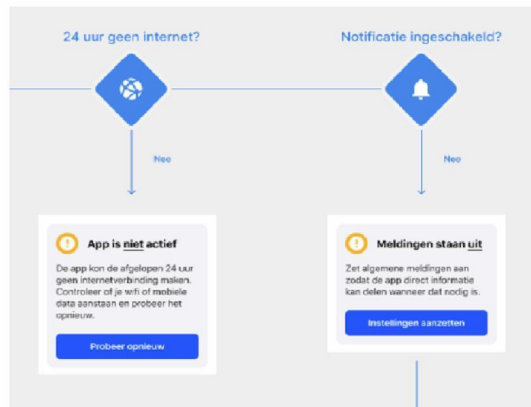 24 uur geen internet?
Notificatie ingeschakeld?
Nee
Nee
App is niet actief
De app kon de afgelopen 24 uur
geen internetverbinding maken.
Controleer of je wifi of mobiele
data aanstaan en probeer het
opnieuw.
Probeer opnieuw
Meldingen staan uit
Zet algemene meldingen aan
zodat de app direct informatie
kan delen wanneer dat nodig is.
Instellingen aanzetten